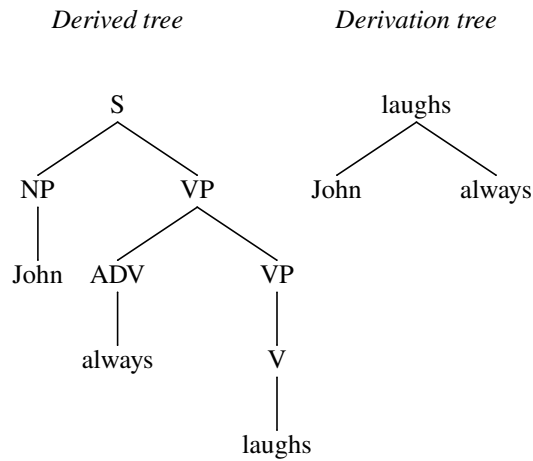 Derived tree Derivation tree
S laughs
NP VP John always
John ADV VP
always V
laughs